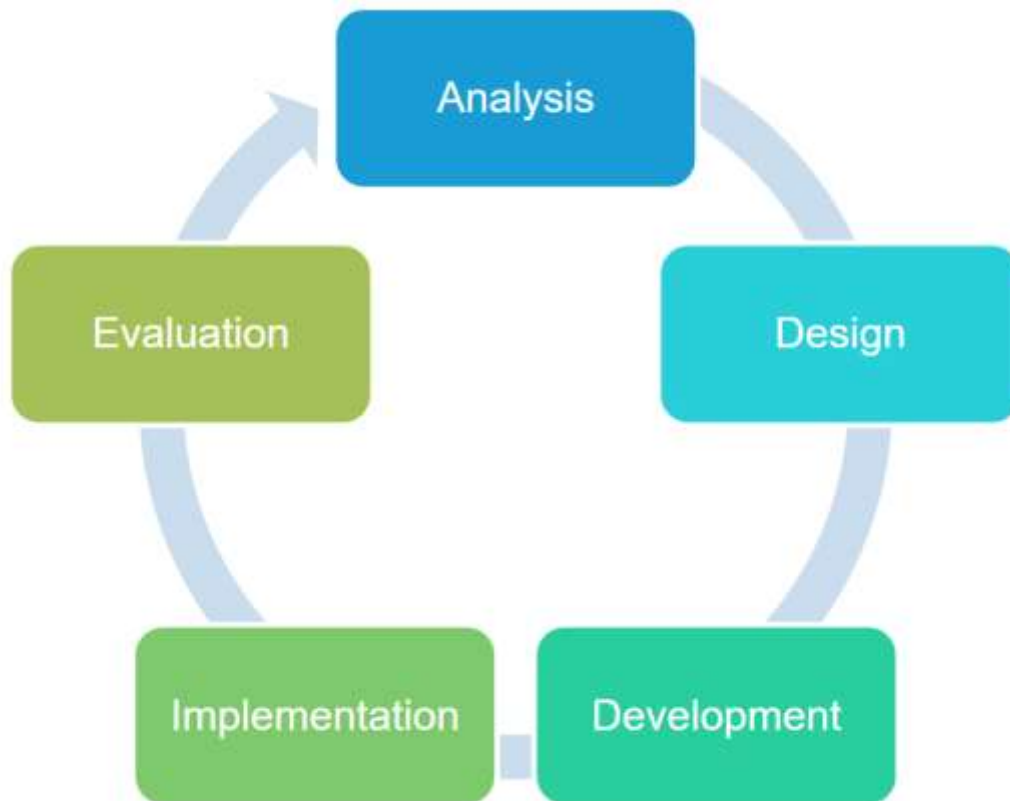 Analysis
Design
Development
Implementation
Evaluation